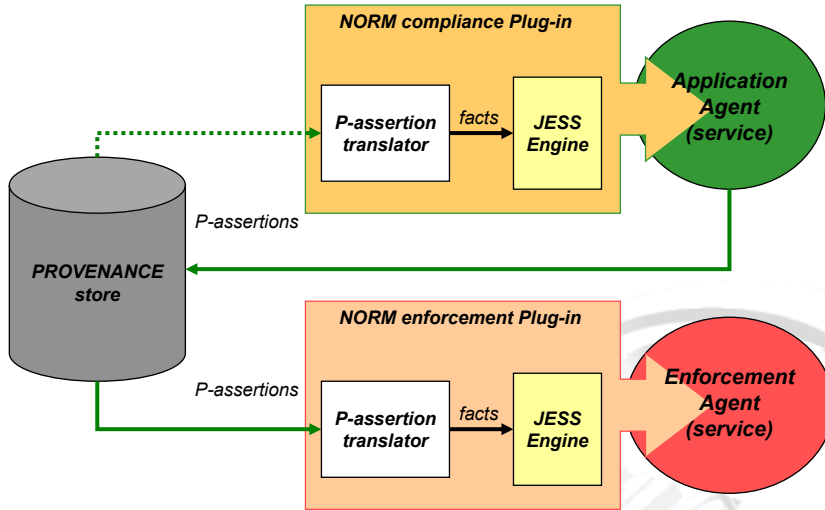 NORM compliance Plug-in
Application
Agent
(service)
P-assertion
translator
facts
JESS
Engine
P-assertions
PROVENANCE
store
NORM enforcement Plug-in
Enforcement
Agent
(service)
P-assertions
P-assertion
translator
facts
JESS
Engine